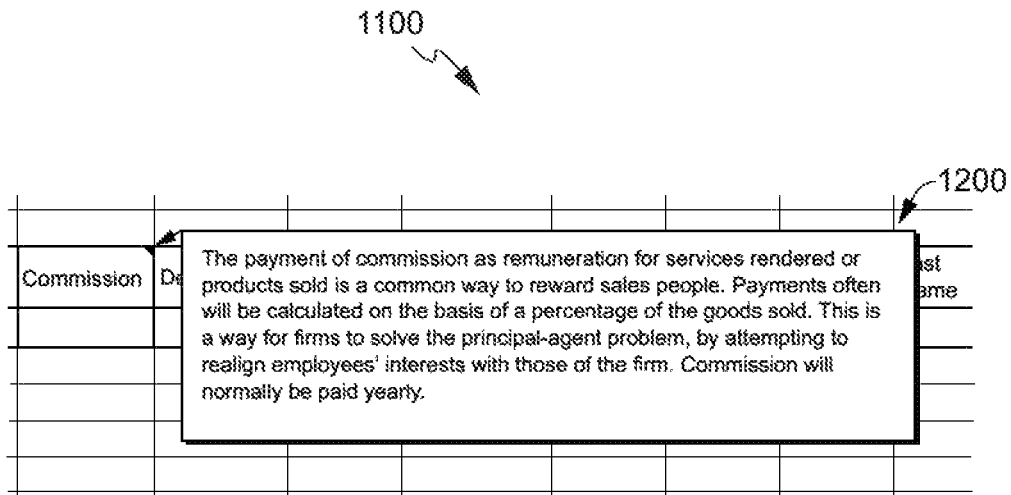 1100
1200
Commission
De
The payment of commission as remuneration for services rendered or
products sold is a common way to reward sales people. Payments often
will be calculated on the basis of a percentage of the goods sold. This is
a way for firms to solve the principal-agent problem, by attempting to
realign employees' interests with those of the firm. Commission will
normally be paid yearly.
ast
ame